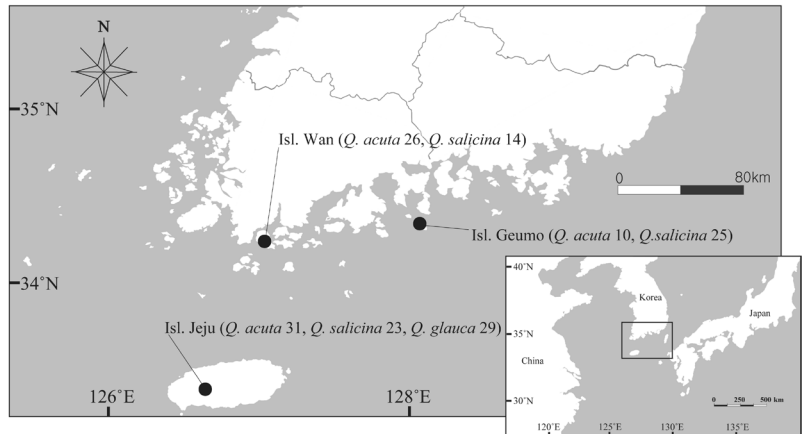 N
35°N
Isl. Wan (Q. acuta 26, Q. salicina 14)
0 80km
Isl. Geumo (Q. acuta 10, Q.salicina 25)
34°N
Isl. Jeju (Q. acuta 31, Q. salicina 23, Q. glauca 29)
126°E 128°E
40°N
Korea
Japan
35°N
China
30°N
0 250 500 km
120°E 125°E 130°E 135°E